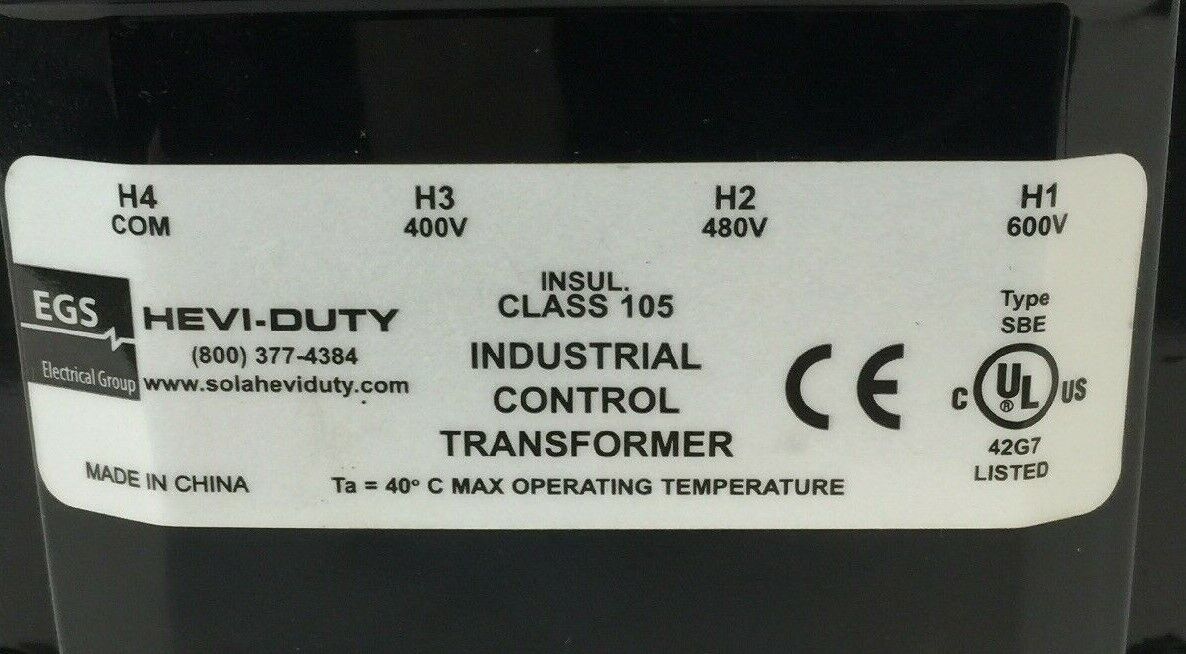 H4 H3 H2 H1
COM 400V 480V 600V
EGS
Electrical Group
HEVI-DUTY
(800) 377-4384
www.solaheviduty.com
MADE IN CHINA
INSUL.
CLASS 105
INDUSTRIAL
CONTROL
TRANSFORMER
Ta = 40° C MAX OPERATING TEMPERATURE
CE
Type
SBE
C UL® US
42G7
LISTED